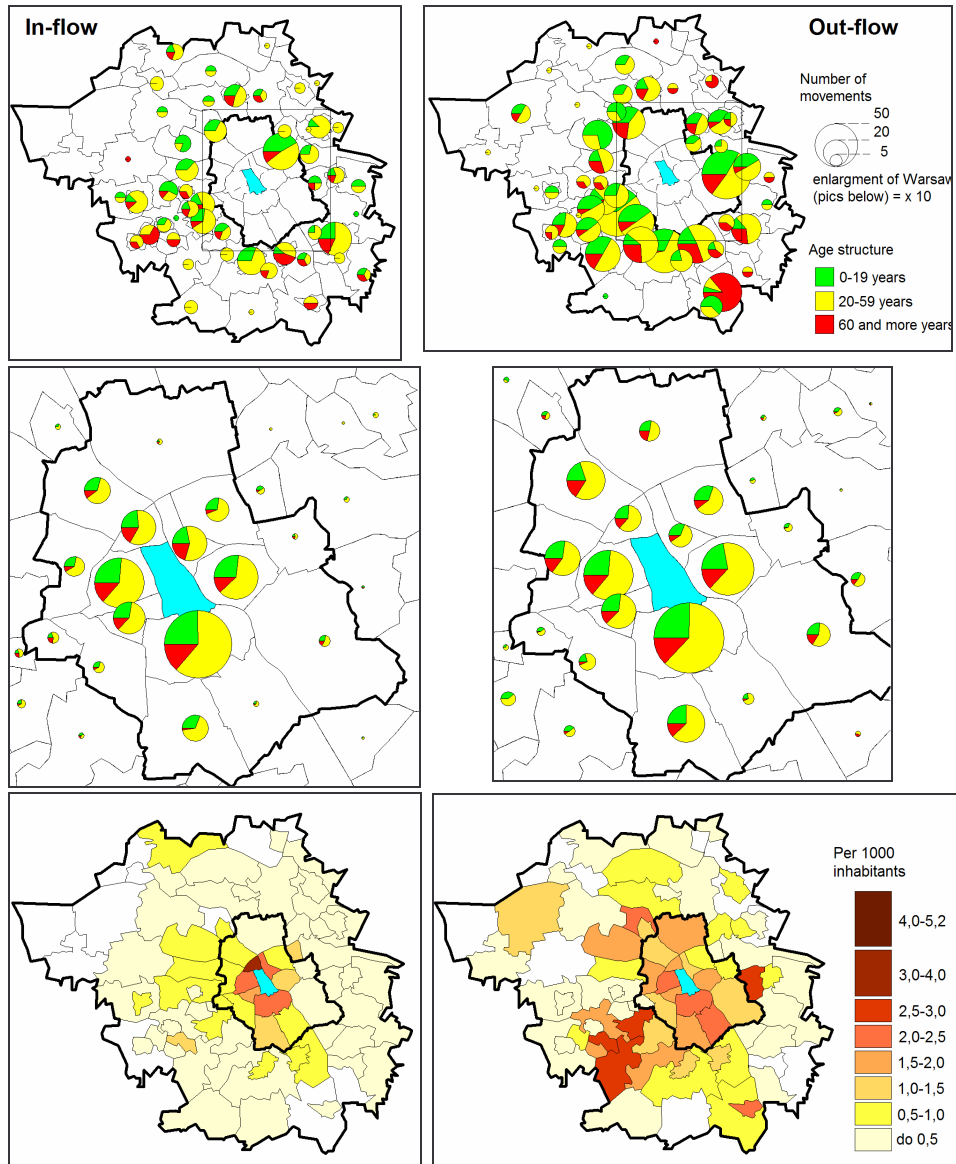 In-flow
Out-flow
Number of
movements
50
20
5
enlargment of Warsaw
(pics below) = x 10
Age structure
0-19 years
20-59 years
60 and more years
Per 1000
inhabitants
4,0-5,2
3,0-4,0
2,5-3,0
2,0-2,5
1,5-2,0
1,0-1,5
0,5-1,0
do 0,5